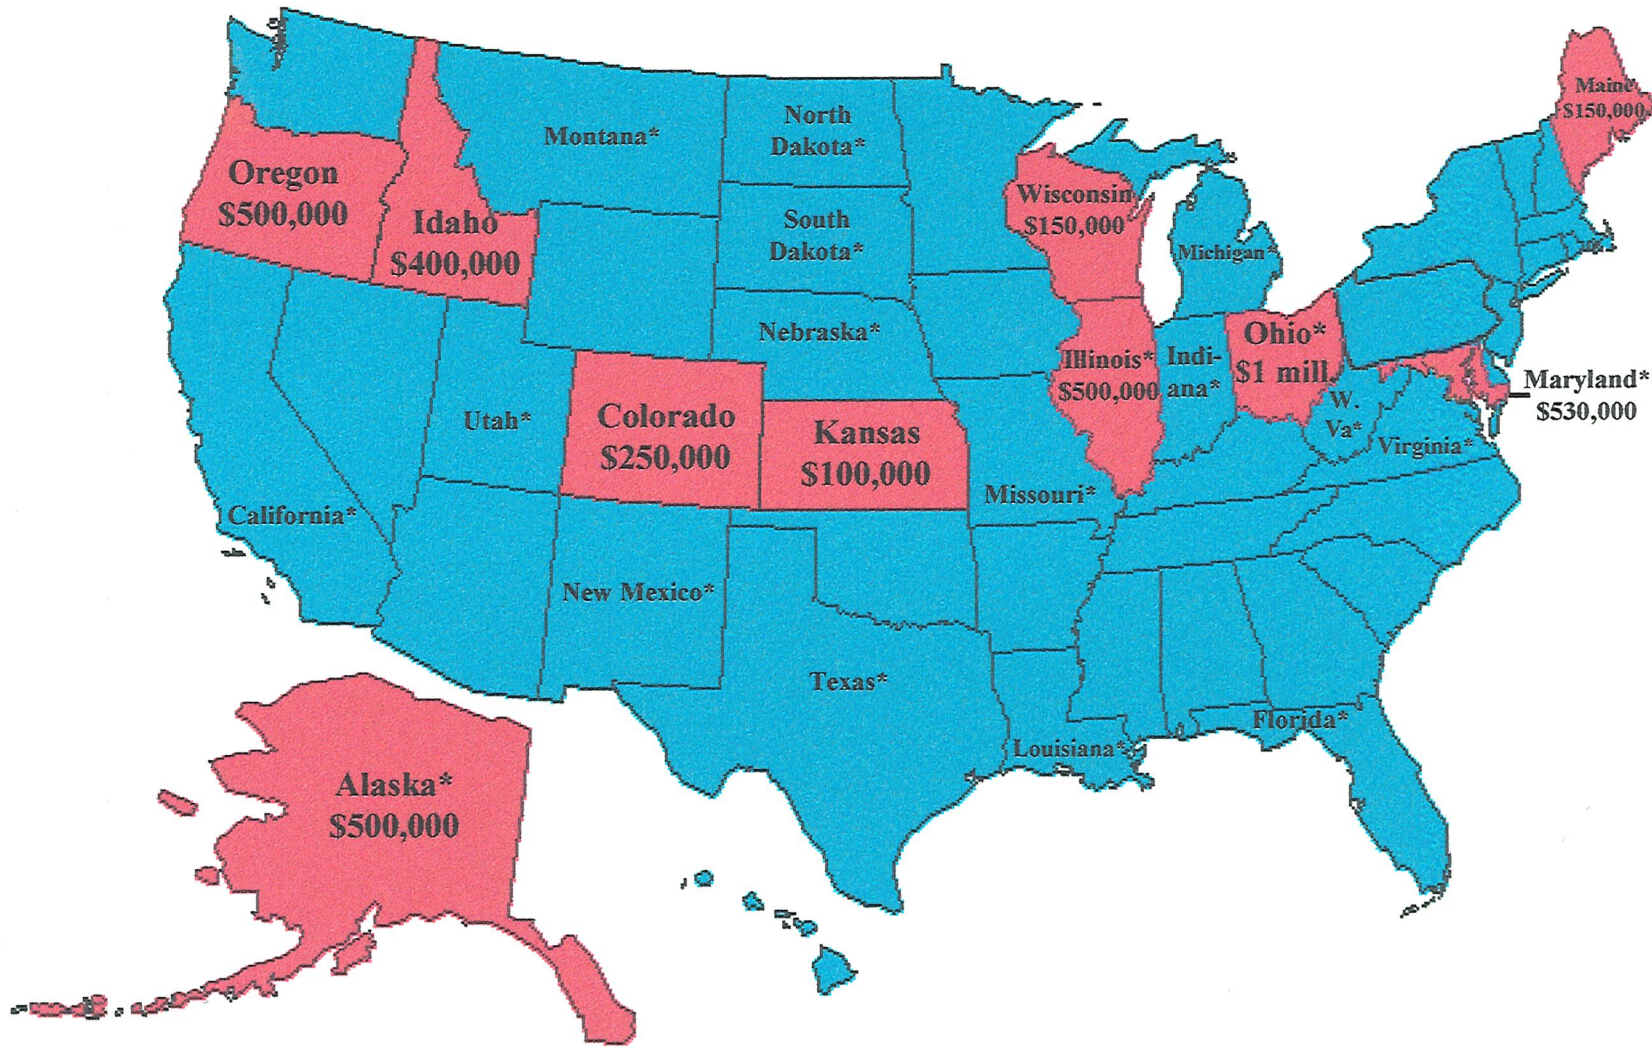 Maine
$150,000
North
Dakota*
Montana*
Oregon
$500,000
Idaho
$400,000
Wisconsin
$150,000
South
Dakota*
Michigan*
Nebraska*
Illinois*
$500,000
Indi-
ana*
Ohio*
$1 mill.
Maryland*
$530,000
W.
Va*
Virginia*
Utah*
Colorado
$250,000
Kansas
$100,000
Missouri*
California*
New Mexico*
Texas*
Louisiana*
Florida*
Alaska*
$500,000